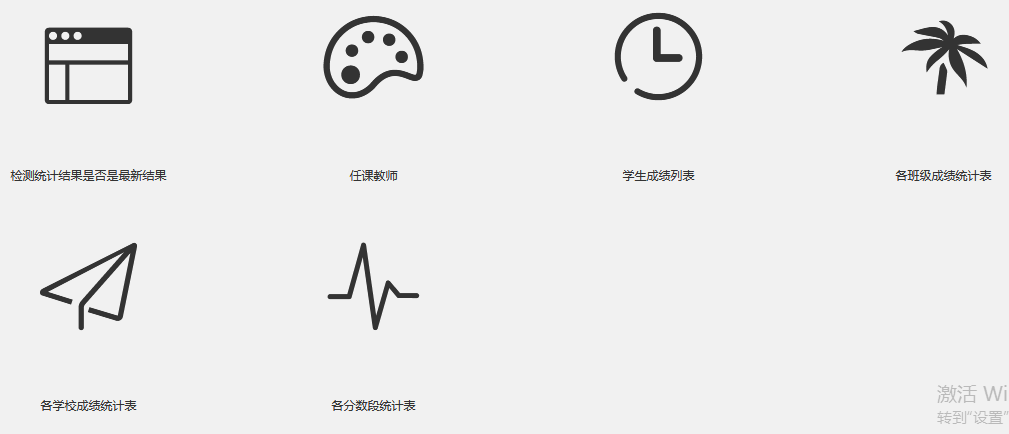 检测统计结果是否是最新结果
任课教师
学生成绩列表
各班级成绩统计表
各学校成绩统计表
各分数段统计表
激活 Wi
转到"设置"